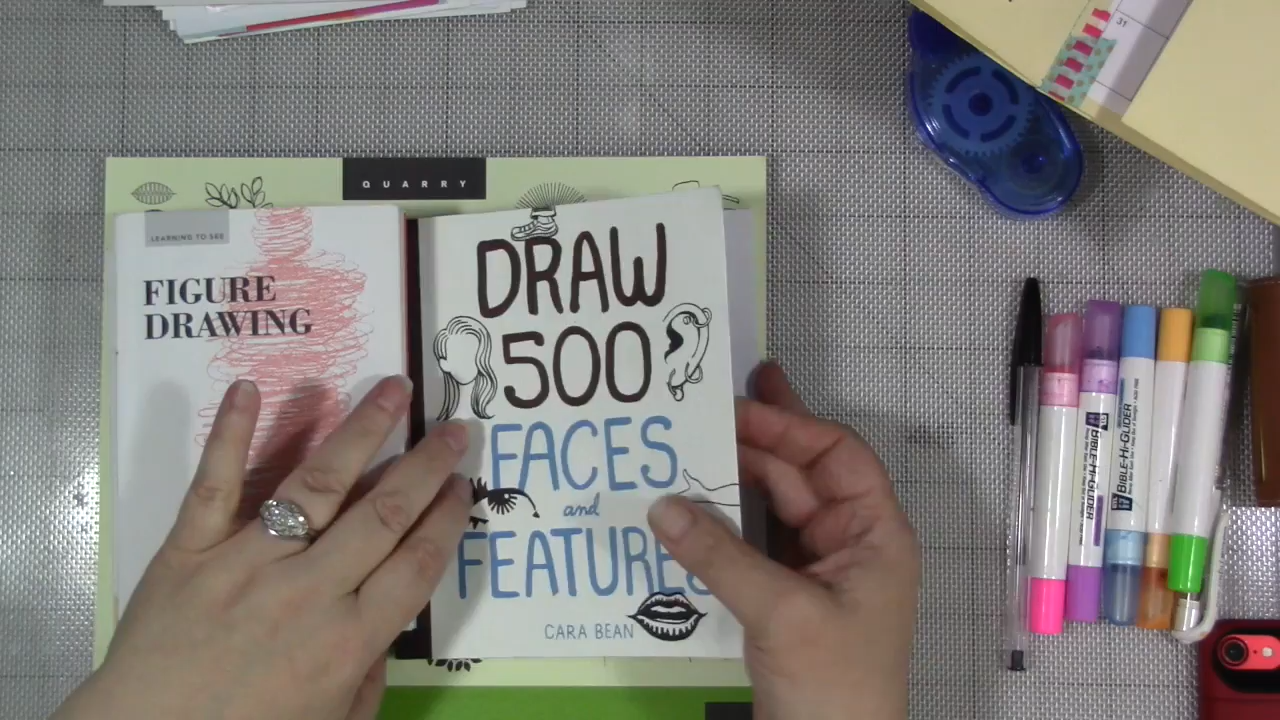 31
QUARRY
LEARNING TO SEE
FIGURE
DRAWING
DRAW
500
FACES
and
FEATURES
CARA BEAN
BIBLE-HI-GLIDER
BIBLE-HI-GLIDER